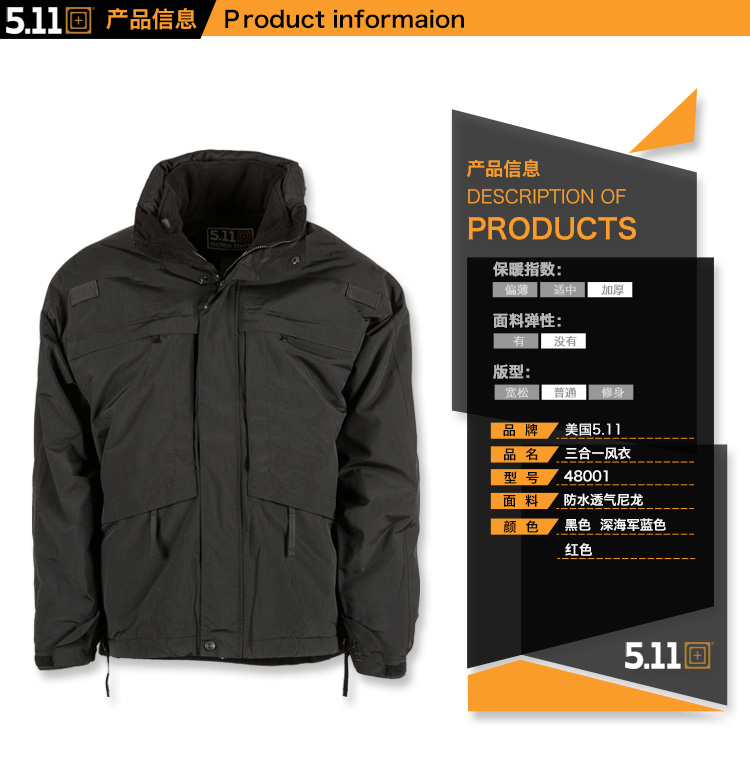 5.11 产品信息 Product informaion
5.11
产品信息
DESCRIPTION OF
PRODUCTS
保暖指数：
偏薄 适中 加厚
面料弹性：
有 没有
版型：
宽松 普通 修身
品牌 美国5.11
品名 三合一风衣
型号 48001
面料 防水透气尼龙
颜色 黑色 深海军蓝色
红色
5.11